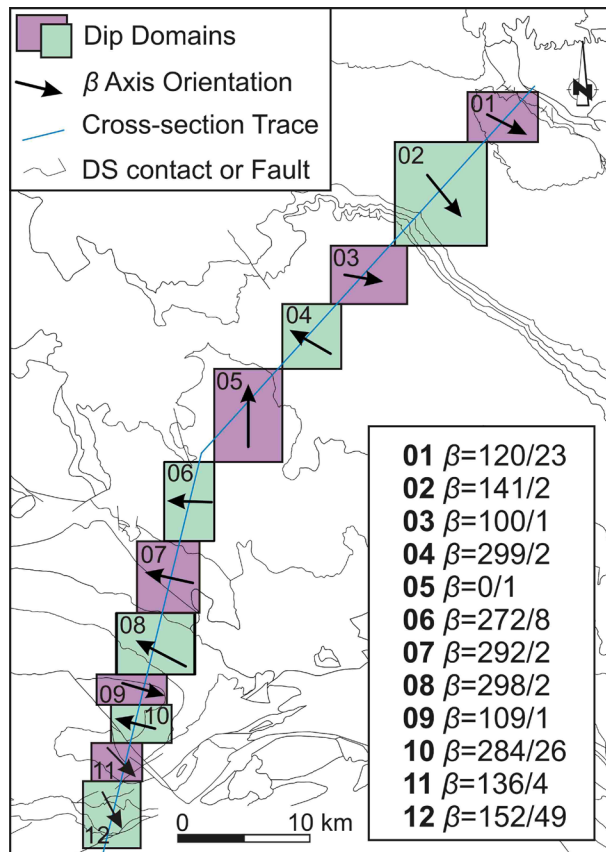 Dip Domains
β Axis Orientation
Cross-section Trace
DS contact or Fault
N
01
02
03
04
05
06
07
08
09
10
11
12
01 β=120/23
02 β=141/2
03 β=100/1
04 β=299/2
05 β=0/1
06 β=272/8
07 β=292/2
08 β=298/2
09 β=109/1
10 β=284/26
11 β=136/4
12 β=152/49
0 10 km